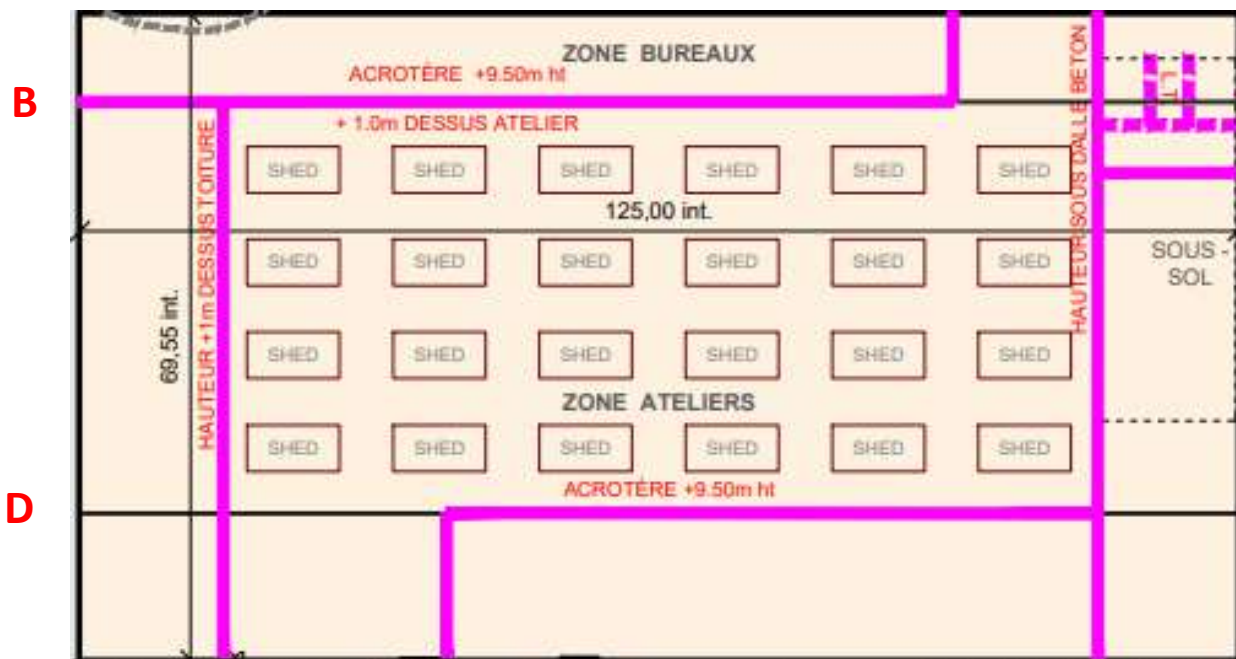 ZONE BUREAUX
ACROTÈRE +9.50m ht
B
+ 1.0m DESSUS ATELIER
HAUTEUR +1m DESSUS TOITURE
HAUTEUR SOUS DALLE BETON
L.T
SHED SHED SHED SHED SHED SHED
125,00 int.
SHED SHED SHED SHED SHED SHED
SOUS -
SOL
69,55 int.
SHED SHED SHED SHED SHED SHED
ZONE ATELIERS
SHED SHED SHED SHED SHED SHED
ACROTÈRE +9.50m ht
D